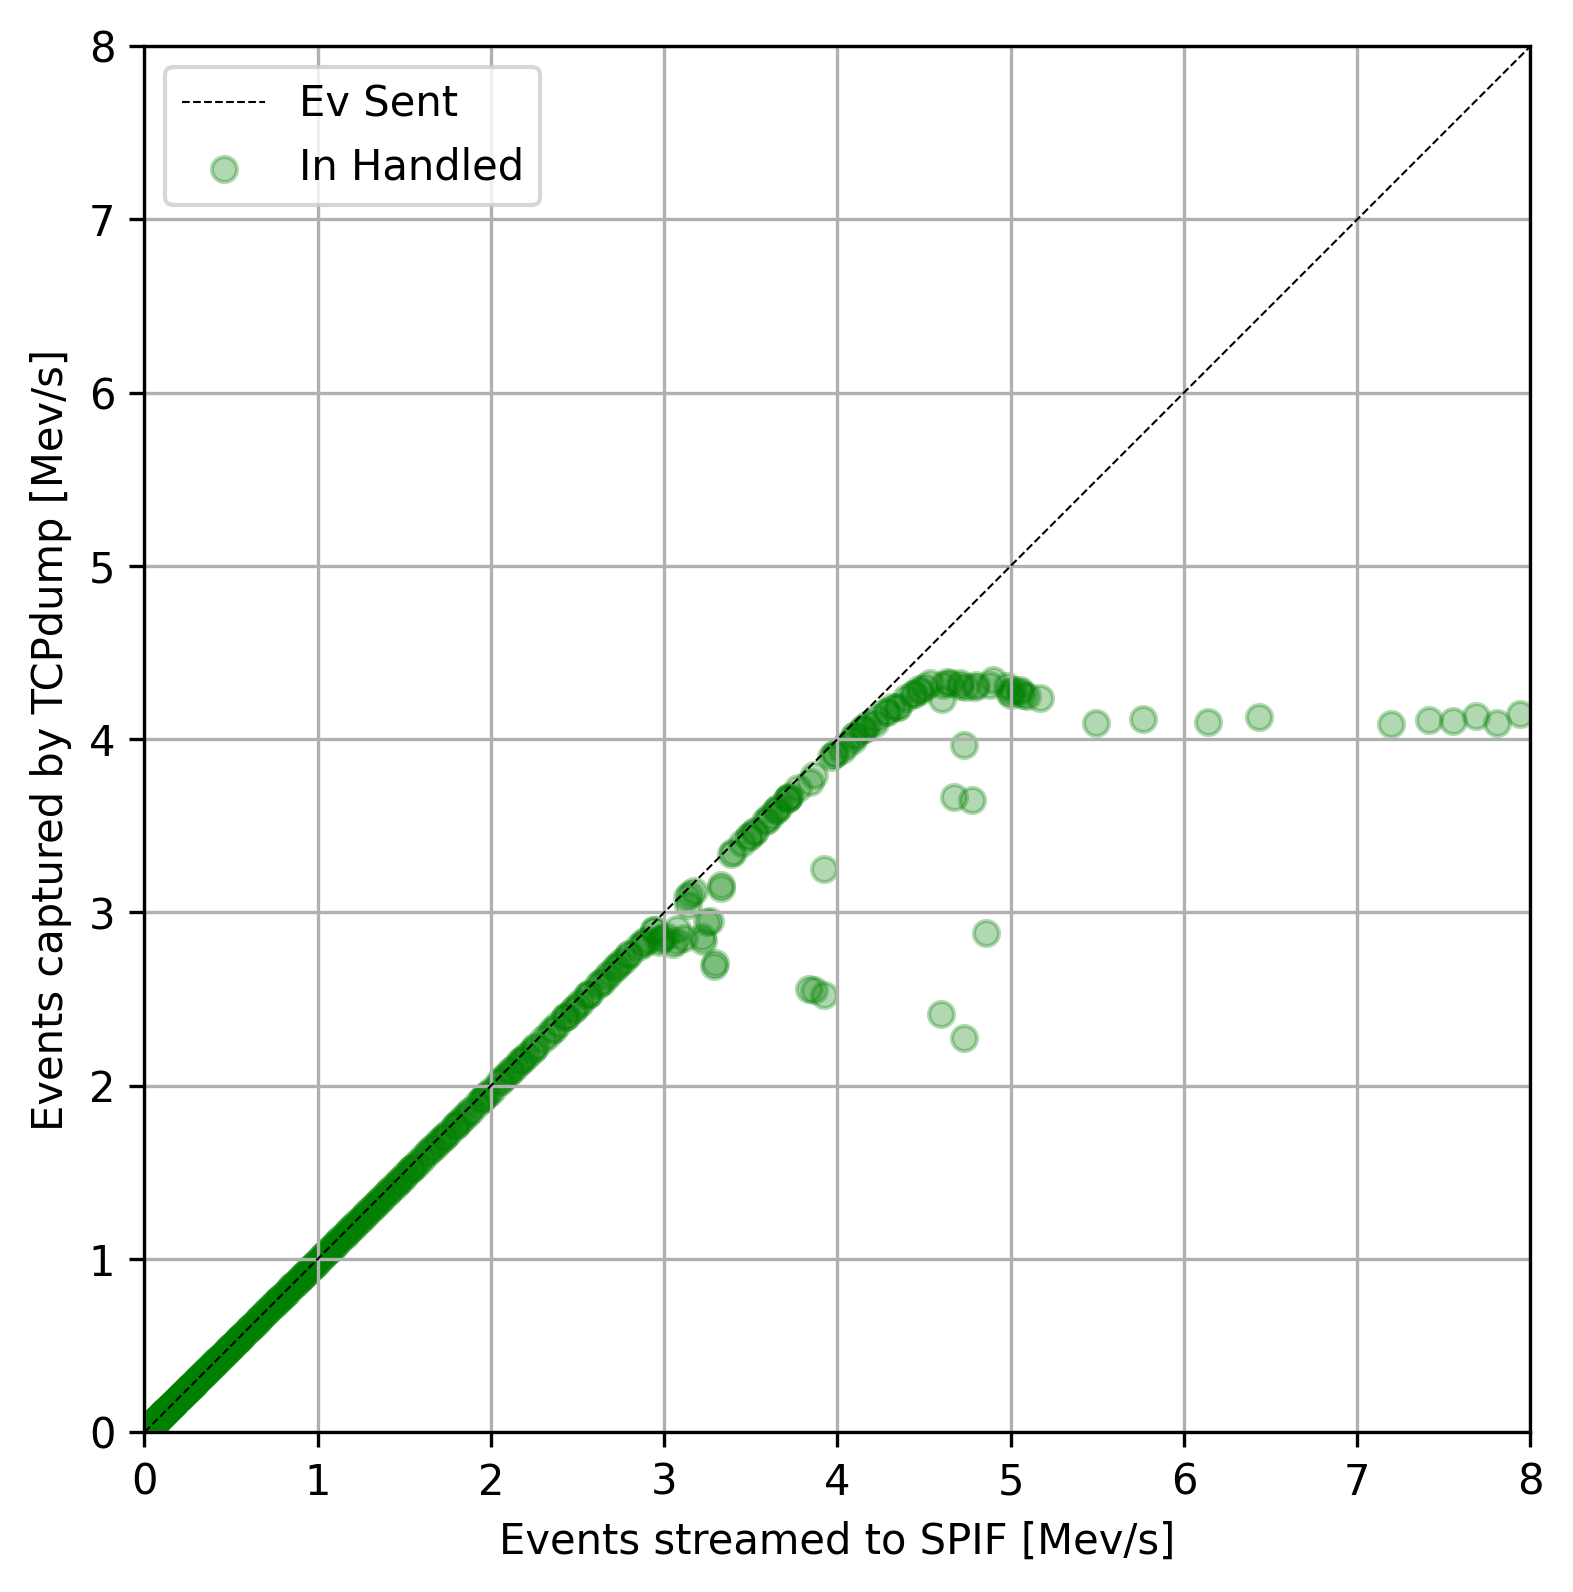 Ev Sent
In Handled
8
7
6
5
4
3
2
1
0
Events captured by TCPdump [Mev/s]
0 1 2 3 4 5 6 7 8
Events streamed to SPIF [Mev/s]